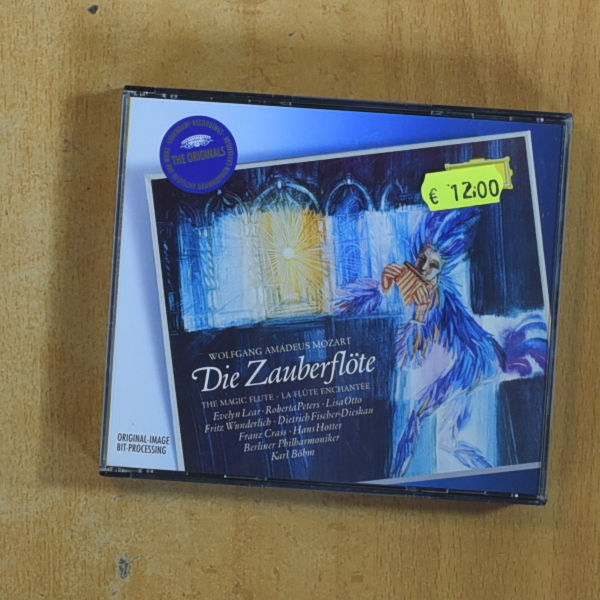 LEGENDARY RECORDINGS
THE ORIGINALS
€ 12.00
WOLFGANG AMADEUS MOZART
Die Zauberflöte
THE MAGIC FLUTE · LA FLÛTE ENCHANTÉE
Evelyn Lear · Roberta Peters · Lisa Otto
Fritz Wunderlich · Dietrich Fischer-Dieskau
Franz Crass · Hans Hotter
Berliner Philharmoniker
Karl Böhm
ORIGINAL-IMAGE
BIT-PROCESSING